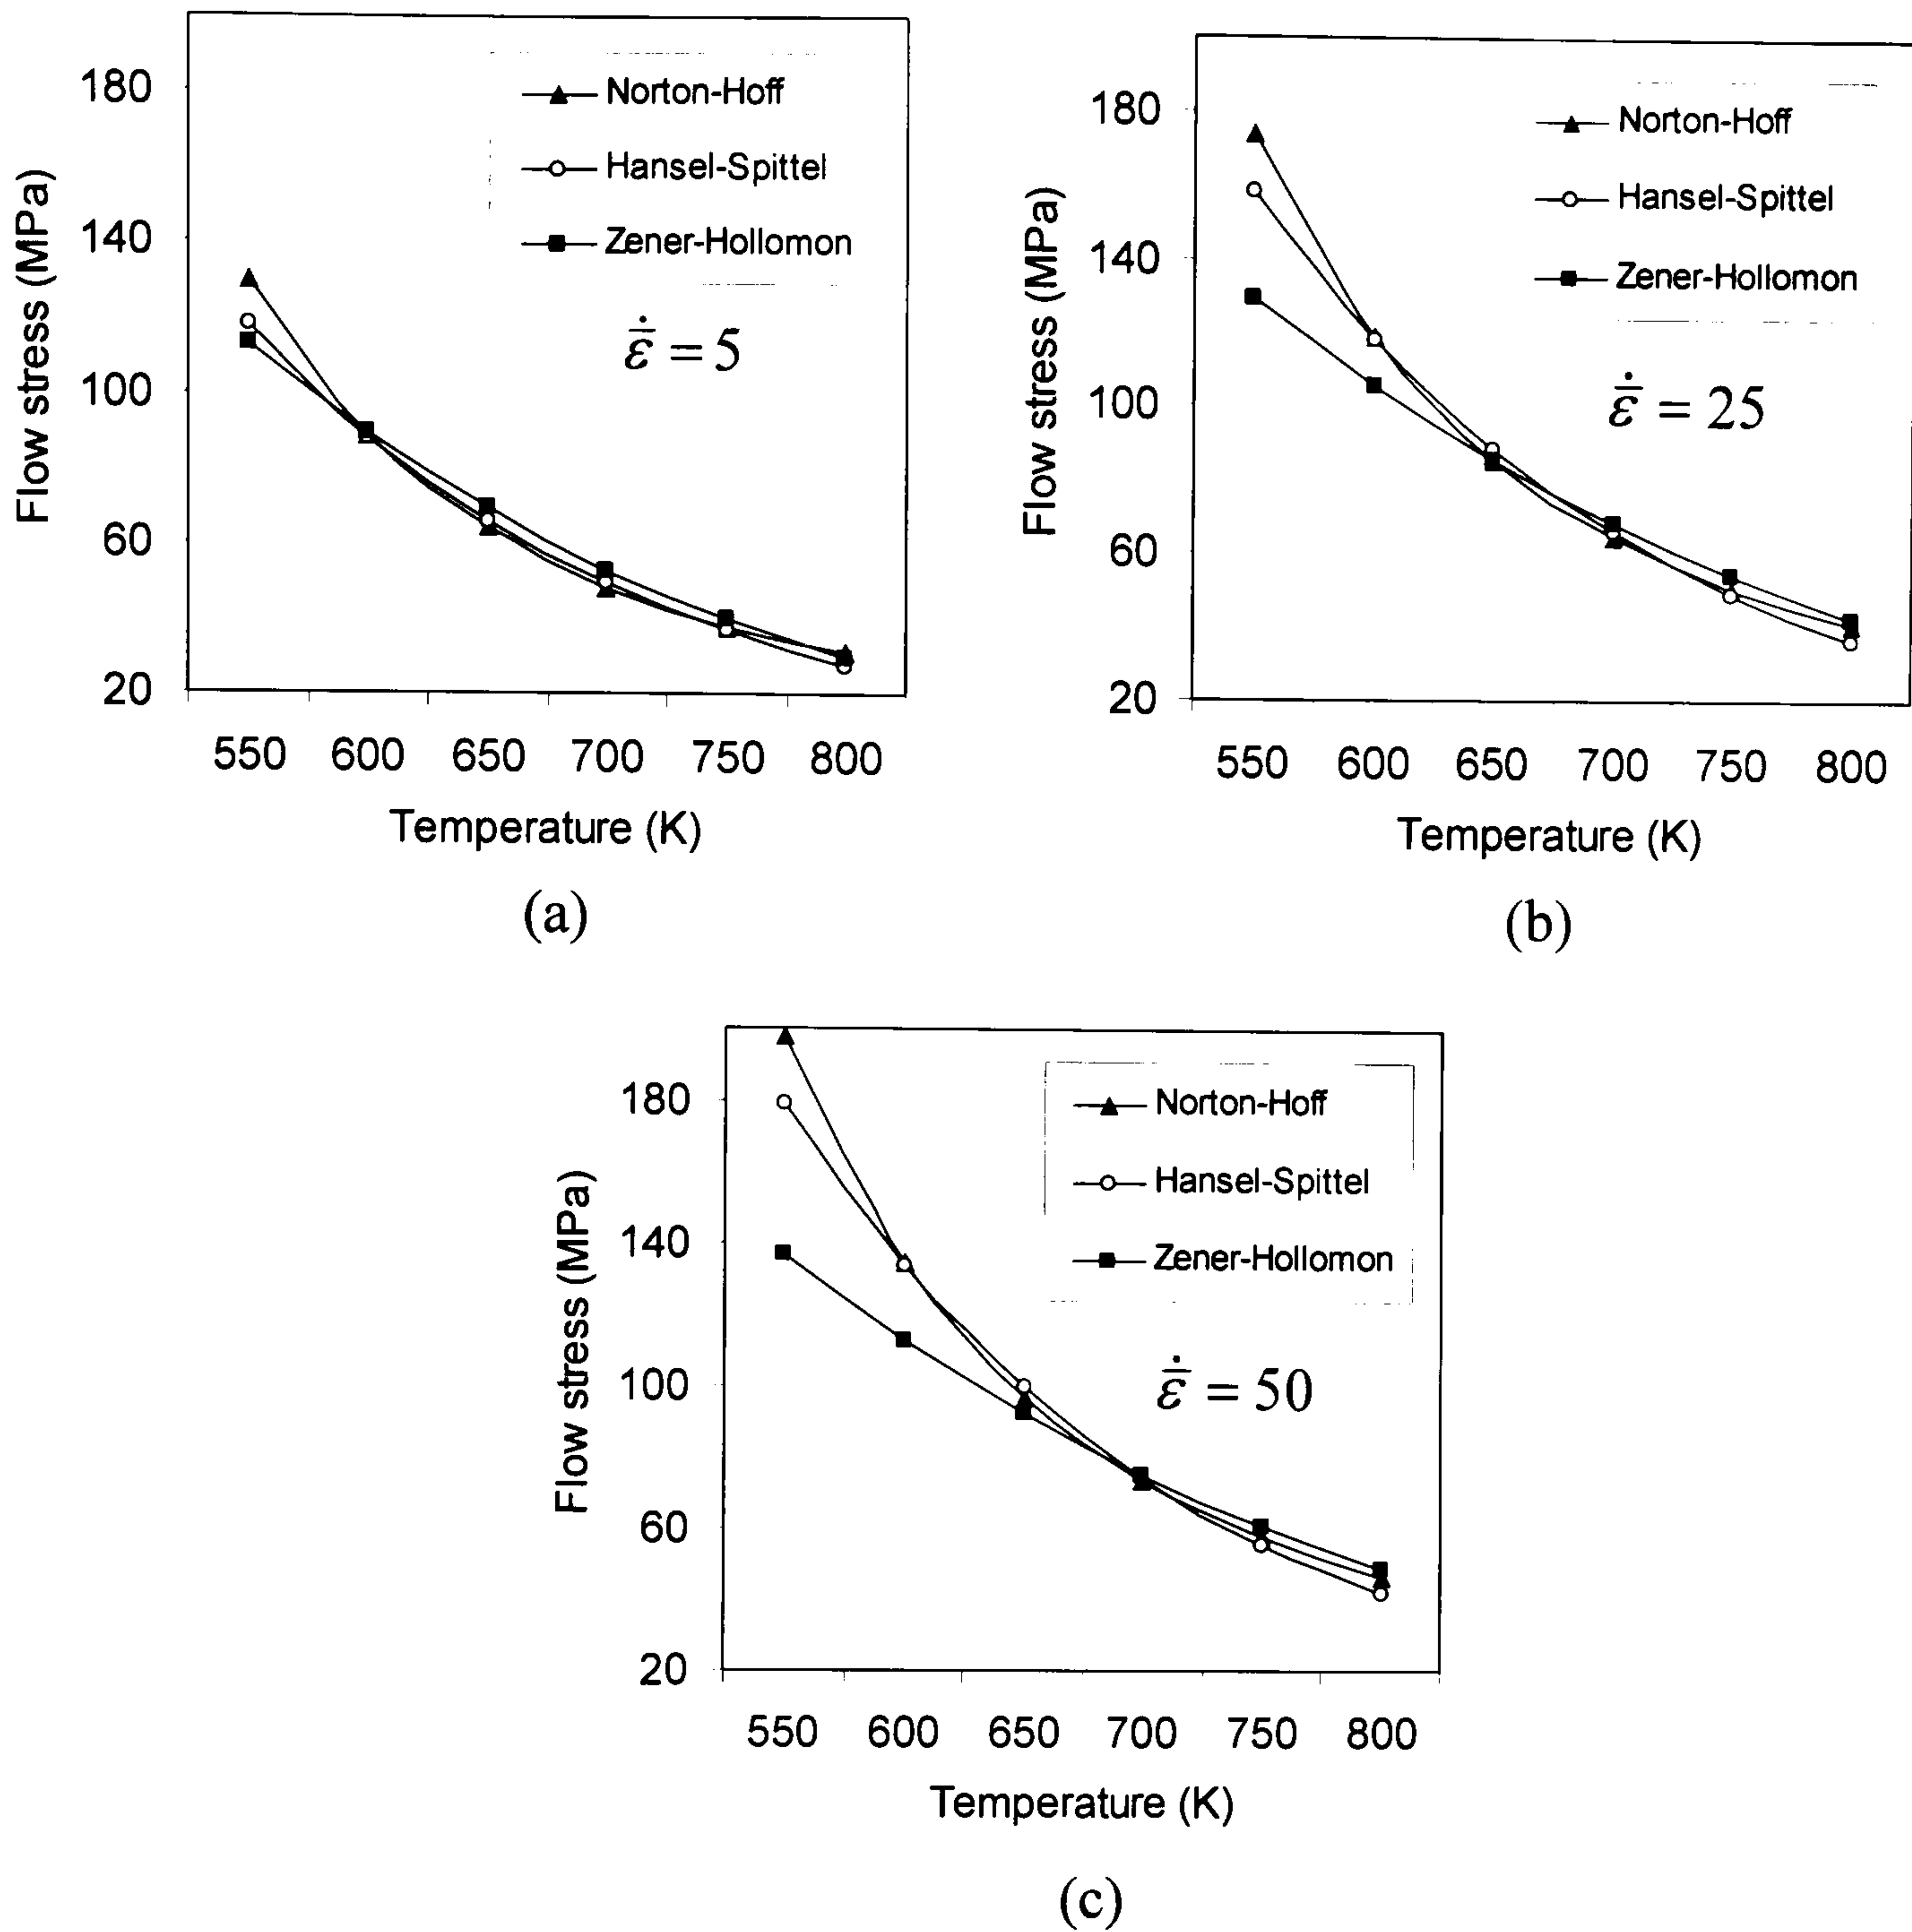 180
140
100
60
20
Flow stress (MPa)
Norton-Hoff
Hansel-Spittel
Zener-Hollomon
ε̄̇ = 5
550 600 650 700 750 800
Temperature (K)
(a)
180
140
100
60
20
Flow stress (MPa)
Norton-Hoff
Hansel-Spittel
Zener-Hollomon
ε̄̇ = 25
550 600 650 700 750 800
Temperature (K)
(b)
180
140
100
60
20
Flow stress (MPa)
Norton-Hoff
Hansel-Spittel
Zener-Hollomon
ε̄̇ = 50
550 600 650 700 750 800
Temperature (K)
(c)